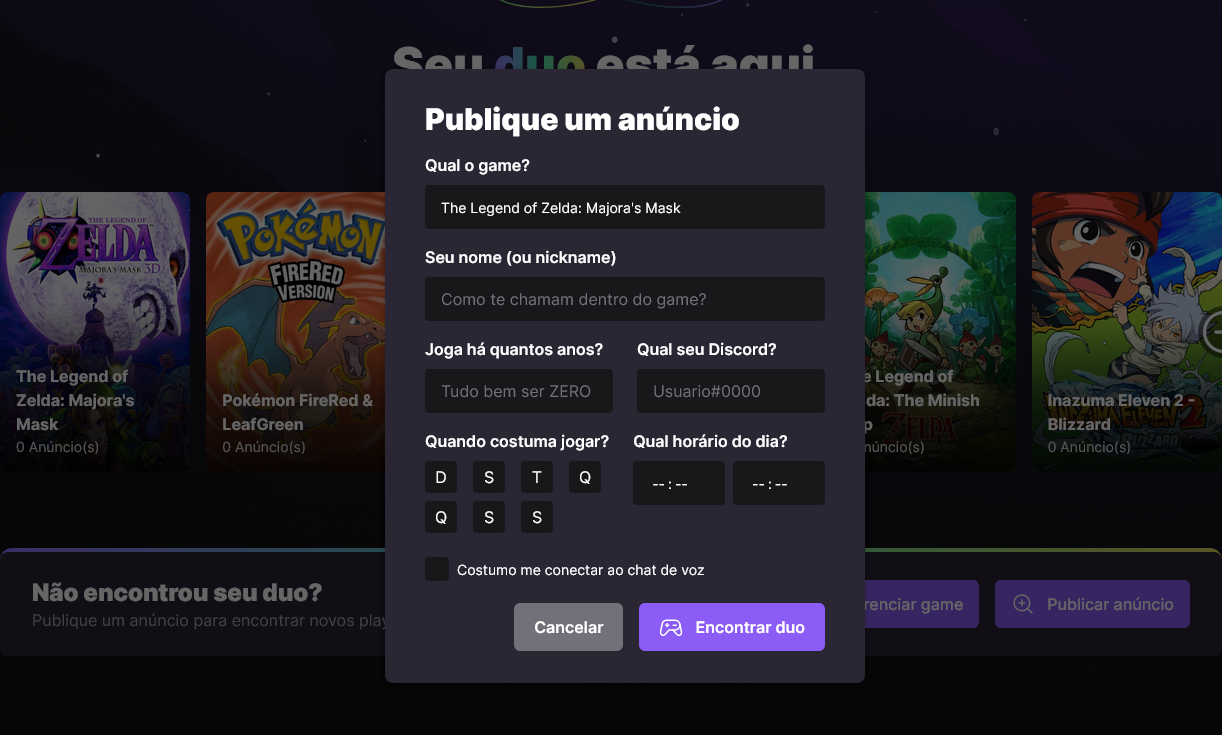 Seu duo está aqui
Publique um anúncio
Qual o game?
The Legend of Zelda: Majora's Mask
Seu nome (ou nickname)
Como te chamam dentro do game?
Joga há quantos anos?
Qual seu Discord?
Tudo bem ser ZERO
Usuario#0000
Quando costuma jogar?
Qual horário do dia?
D S T Q
-- : --
-- : --
Q S S
Costumo me conectar ao chat de voz
Cancelar
Encontrar duo
THE LEGEND OF
ZELDA
MAJORA'S MASK 3D
The Legend of
Zelda: Majora's
Mask
0 Anúncio(s)
POKéMON
FIRERED
VERSION
Pokémon FireRed &
LeafGreen
0 Anúncio(s)
Legend of
The Minish
ZELDA
INAZUMA ELEVEN 2
BLIZZARD
Inazuma Eleven 2 -
Blizzard
0 Anúncio(s)
Não encontrou seu duo?
Publique um anúncio para encontrar novos
game
Publicar anúncio